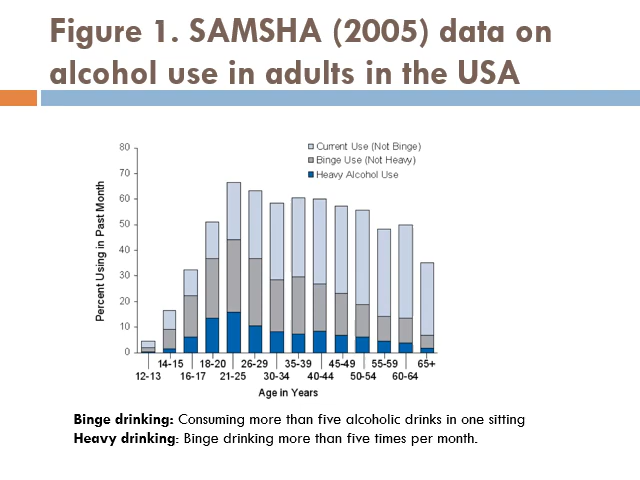 Figure 1. SAMSHA (2005) data on
alcohol use in adults in the USA
Current Use (Not Binge)
Binge Use (Not Heavy)
Heavy Alcohol Use
Percent Using in Past Month
80
70
60
50
40
30
20
10
0
14-15 18-20 26-29 35-39 45-49 55-59 65+
12-13 16-17 21-25 30-34 40-44 50-54 60-64
Age in Years
Binge drinking: Consuming more than five alcoholic drinks in one sitting
Heavy drinking: Binge drinking more than five times per month.